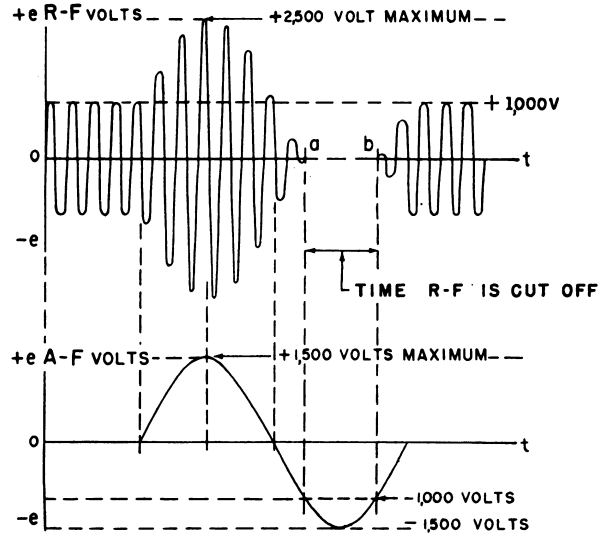 +e R-F VOLTS
+2,500 VOLT MAXIMUM
+1,000V
a
b
0
t
-e
TIME R-F IS CUT OFF
+e A-F VOLTS
+1,500 VOLTS MAXIMUM
0
t
-1,000 VOLTS
-e
-1,500 VOLTS